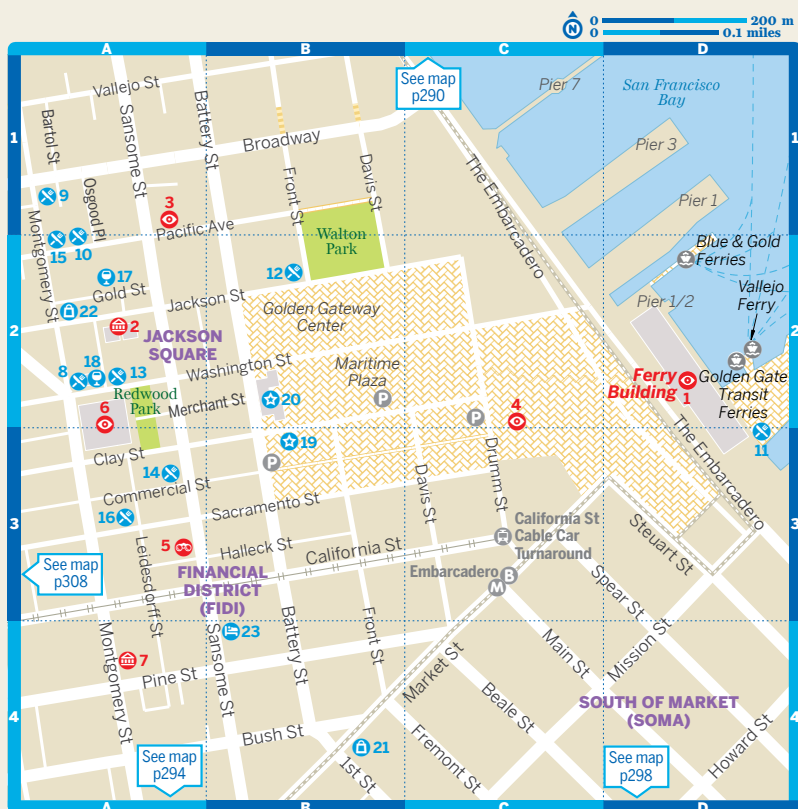 N
0
200 m
0
0.1 miles
A
B
C
D
See map
p290
Pier 7
San Francisco
Bay
Vallejo St
Bartol St
Sansome St
Battery St
1
1
Broadway
Pier 3
The Embarcadero
Osgood Pl
Front St
Davis St
9
3
Pier 1
Montgomery St
Pacific Ave
Walton
Park
15
10
Blue & Gold
Ferries
17
12
Gold St
Jackson St
Pier 1/2
Vallejo
Ferry
22
2
Golden Gateway
Center
JACKSON
SQUARE
2
2
Washington St
Maritime
Plaza
8
18
13
Ferry
Building
1
Golden Gate
Transit
Ferries
Redwood
Park
Merchant St
20
P
6
P
4
11
Clay St
19
P
Drumm St
The Embarcadero
14
Commercial St
Davis St
Sacramento St
16
3
3
5
Halleck St
California St
California St
Cable Car
Turnaround
Steuart St
See map
p308
Leidesdorff St
FINANCIAL
DISTRICT
(FIDI)
Embarcadero
B
M
Spear St
Battery St
Front St
23
Montgomery St
Sansome St
Main St
Mission St
7
Pine St
Market St
Beale St
SOUTH OF MARKET
(SOMA)
4
4
Bush St
21
Fremont St
Howard St
See map
p294
1st St
See map
p298
A
B
C
D